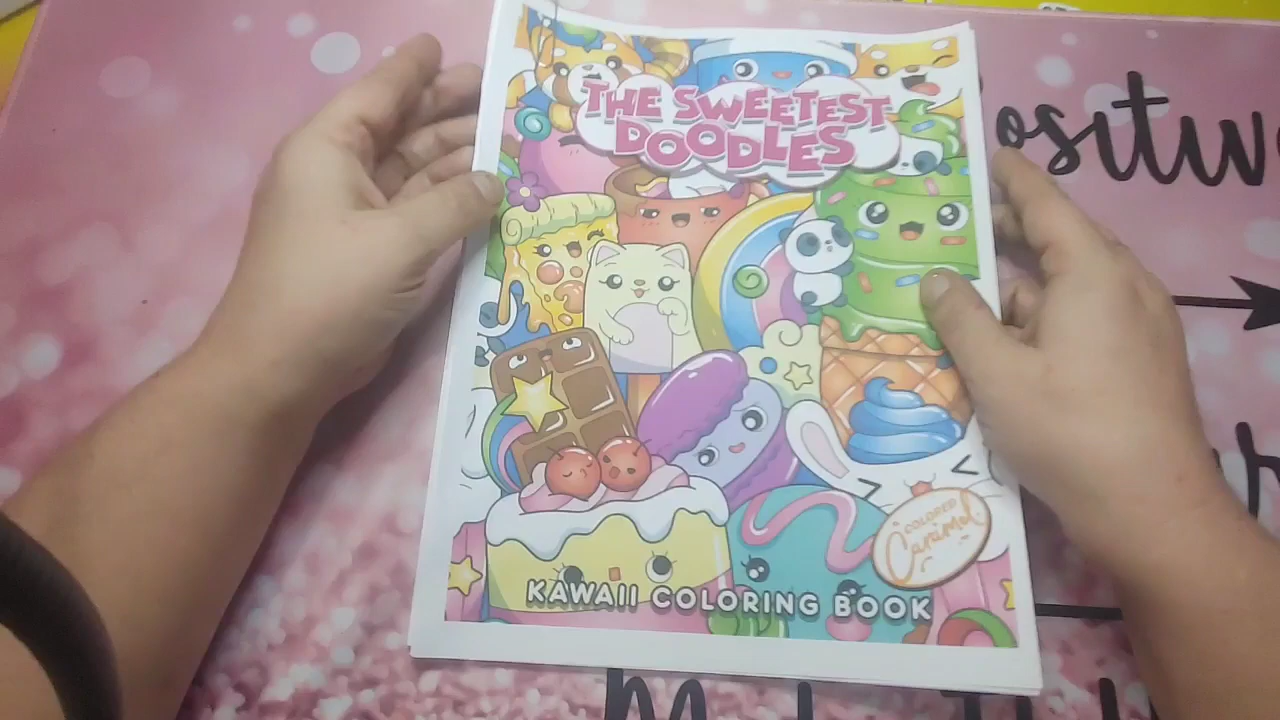 THE SWEETEST
DOODLES
COLORED
Caramel
KAWAII COLORING BOOK